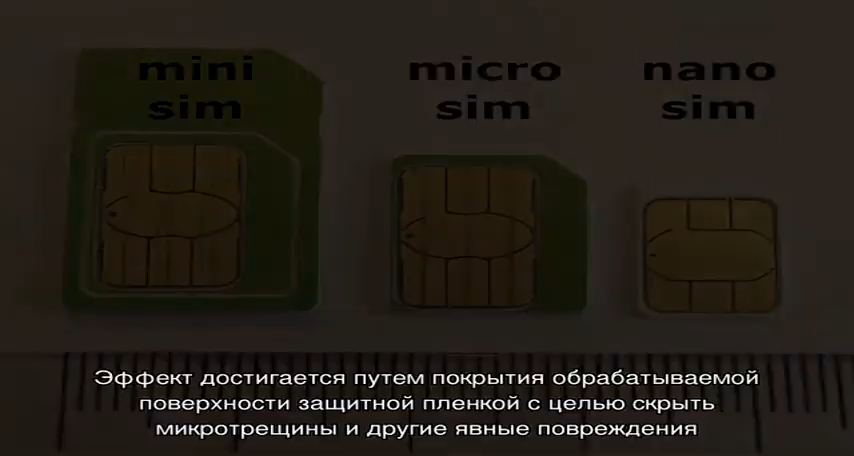 mini sim
micro sim
nano sim
Эффект достигается путем покрытия обрабатываемой
поверхности защитной пленкой с целью скрыть
микротрещины и другие явные повреждения